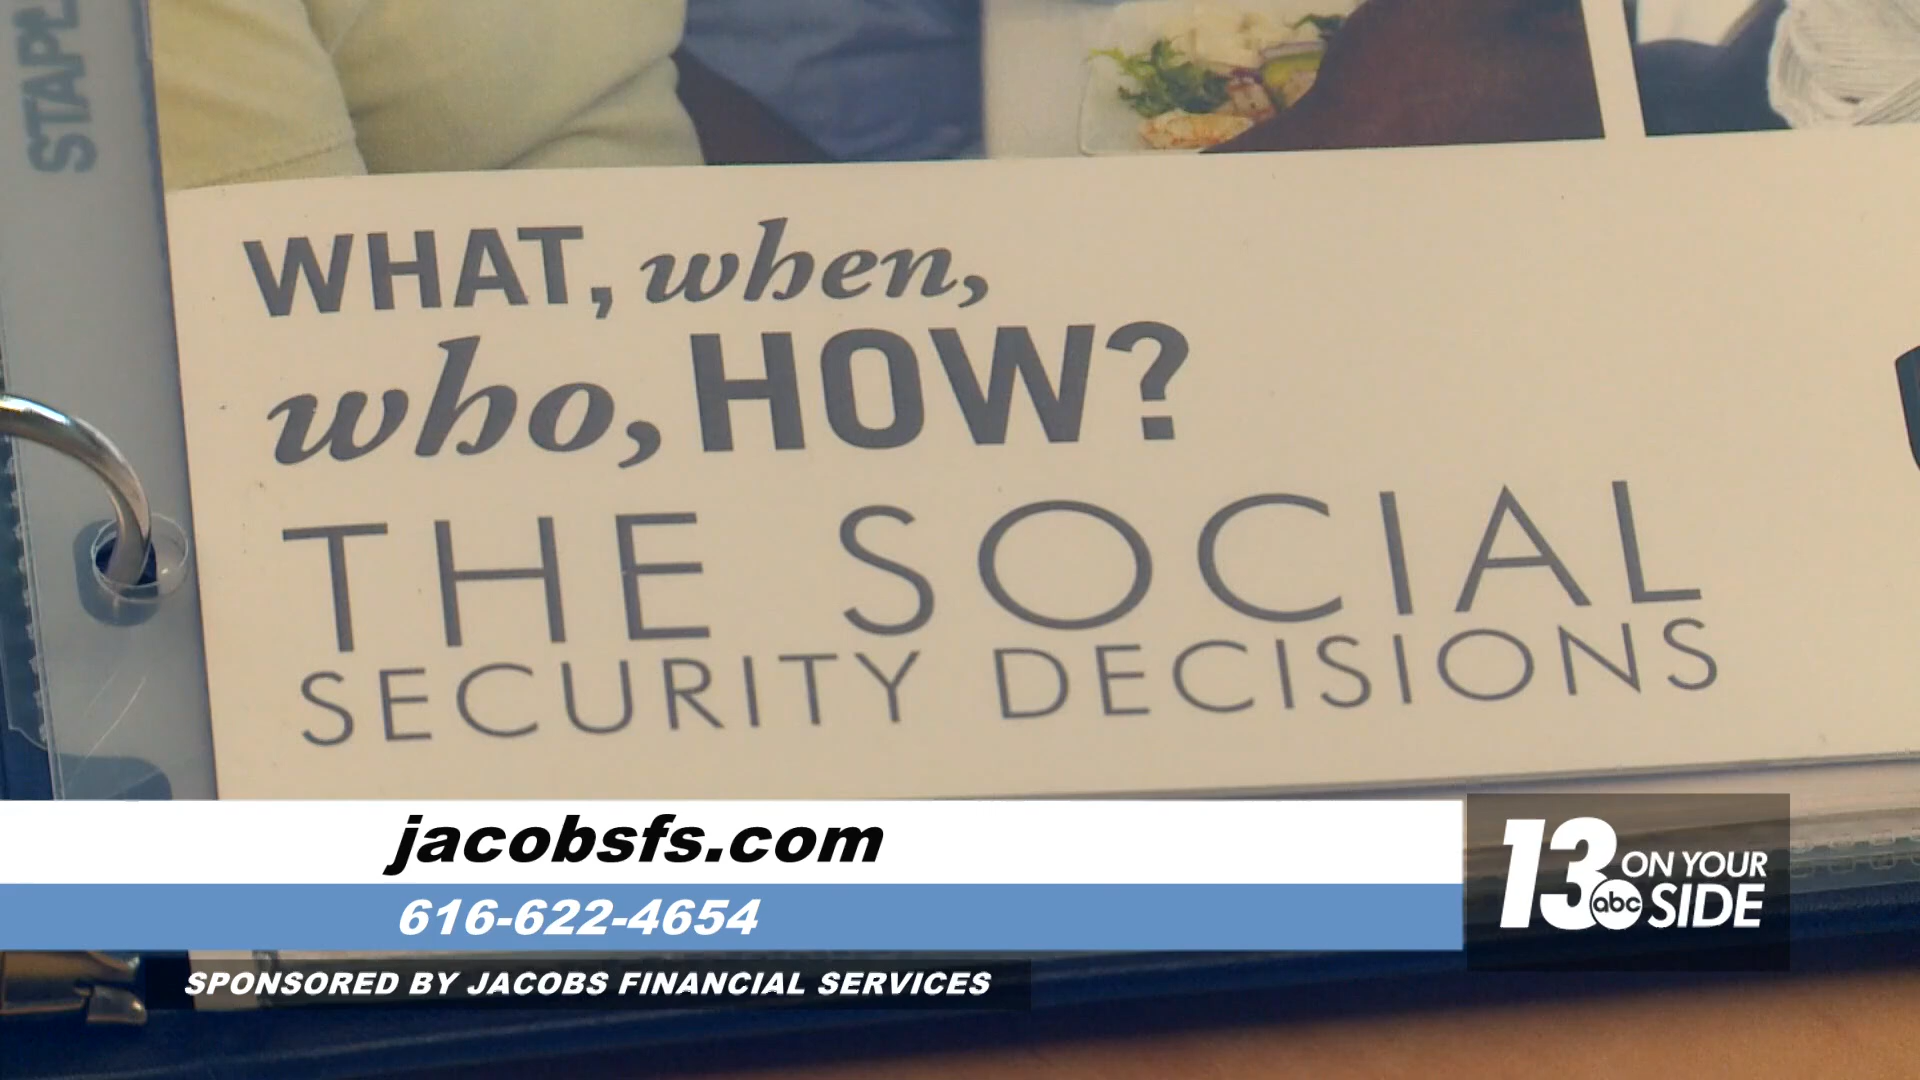 STAPL
WHAT, when,
who, HOW?
THE SOCIAL
SECURITY DECISIONS
jacobsfs.com
616-622-4654
SPONSORED BY JACOBS FINANCIAL SERVICES
13 ON YOUR
abc SIDE